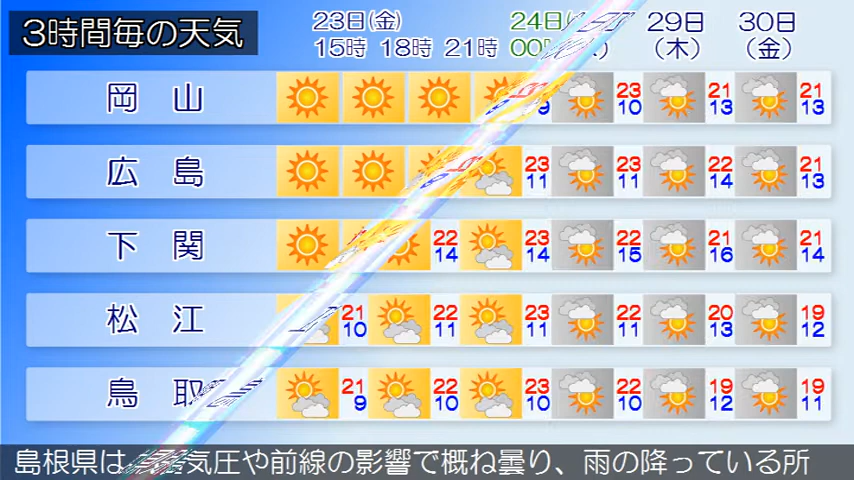 3時間毎の天気
23日(金) 24日 29日 30日
15時 18時 21時 00時 (木) (金)
岡山 9 23 10 21 13 21 13
広島 23 11 23 11 22 14 21 13
下関 22 14 23 14 22 15 21 16 21 14
松江 21 10 22 11 23 11 22 11 20 13 19 12
鳥取 21 9 22 10 23 10 22 10 19 12 19 11
島根県は 気圧や前線の影響で概ね曇り、雨の降っている所